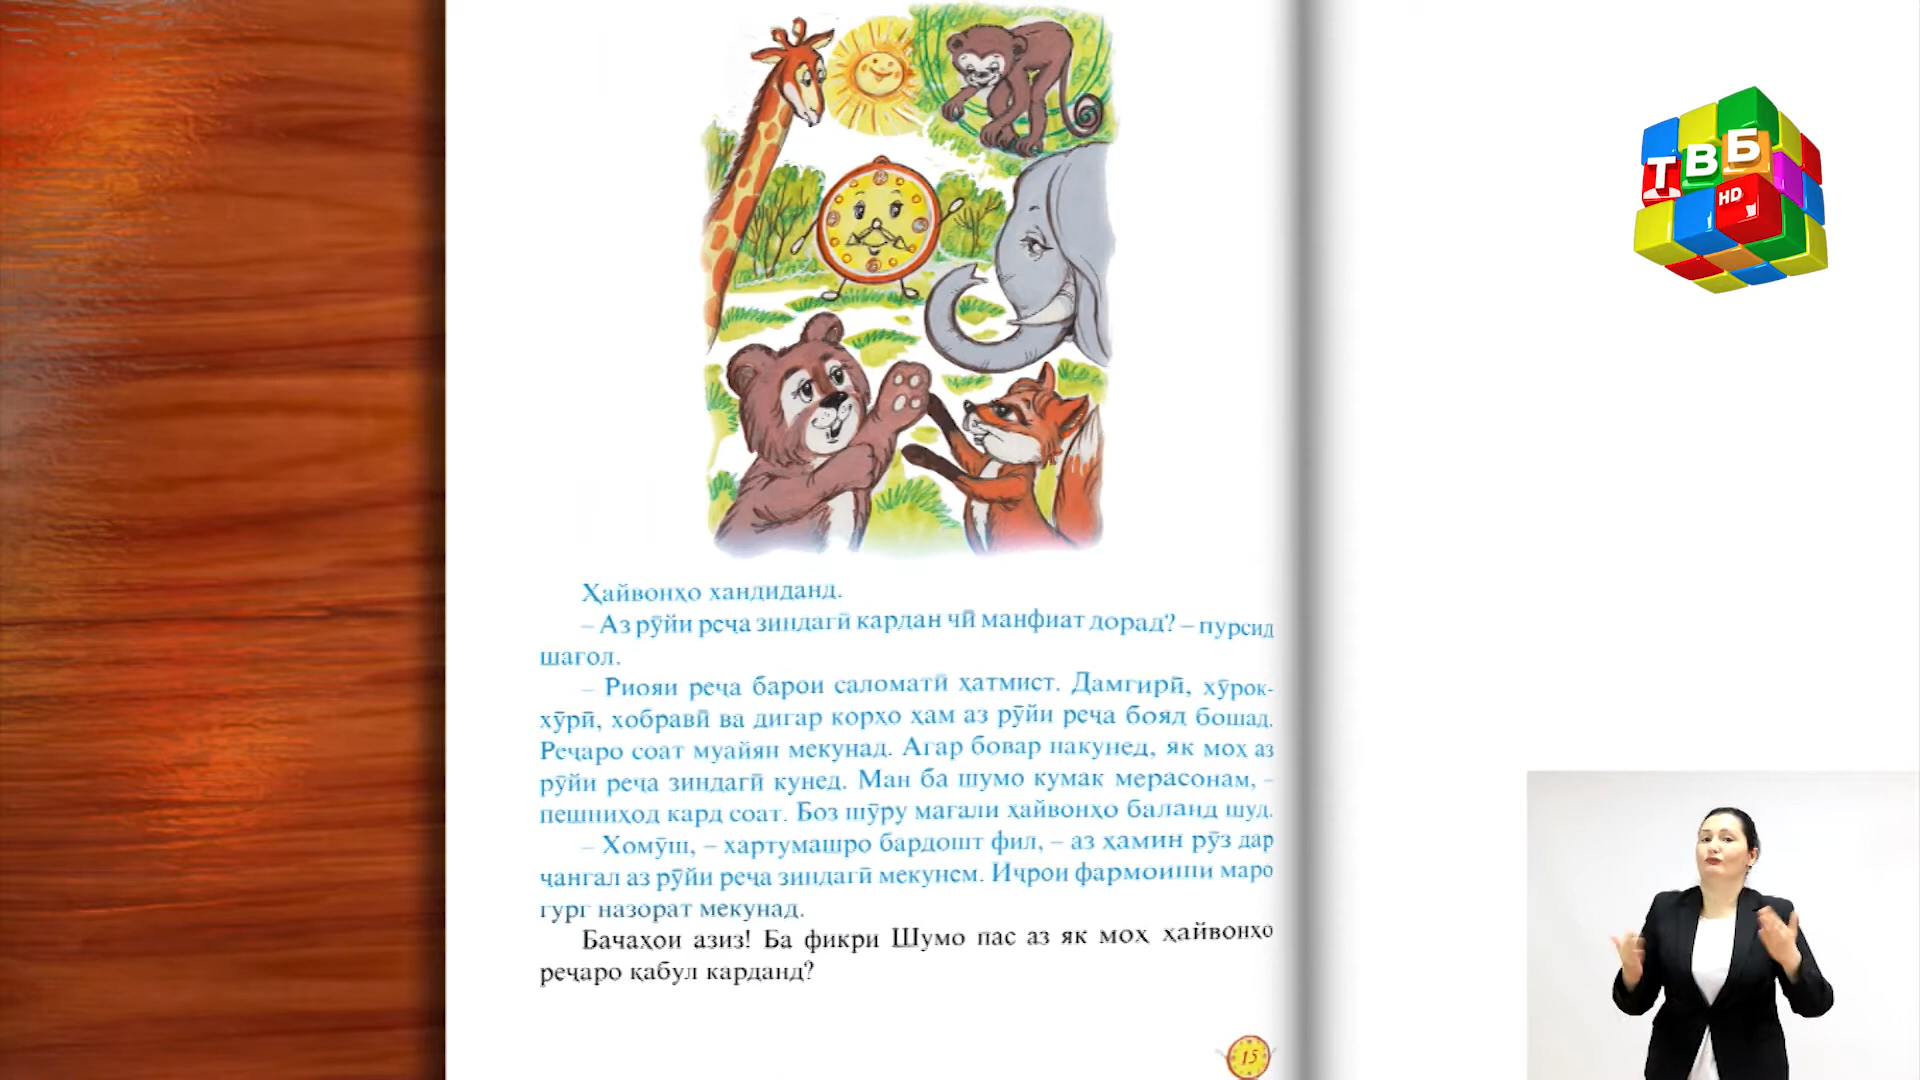 Ҳайвонҳо хандиданд.
– Аз рӯйи реҷа зиндагӣ кардан чӣ манфиат дорад? – пурсид
шағол.
– Риояи реҷа барои саломатӣ ҳатмист. Дамгирӣ, хӯрок-
хӯрӣ, хобравӣ ва дигар корҳо ҳам аз рӯйи реҷа бояд бошад.
Реҷаро соат муайян мекунад. Агар бовар накунед, як моҳ аз
рӯйи реҷа зиндагӣ кунед. Ман ба шумо кумак мерасонам, –
пешниҳод кард соат. Боз шӯру мағали ҳайвонҳо баланд шуд.
– Хомӯш, – хартумашро бардошт фил, – аз ҳамин рӯз дар
ҷангал аз рӯйи реҷа зиндагӣ мекунем. Иҷрои фармоиши маро
гург назорат мекунад.
Бачаҳои азиз! Ба фикри Шумо пас аз як моҳ ҳайвонҳо
реҷаро қабул карданд?
15
ТВБ
HD